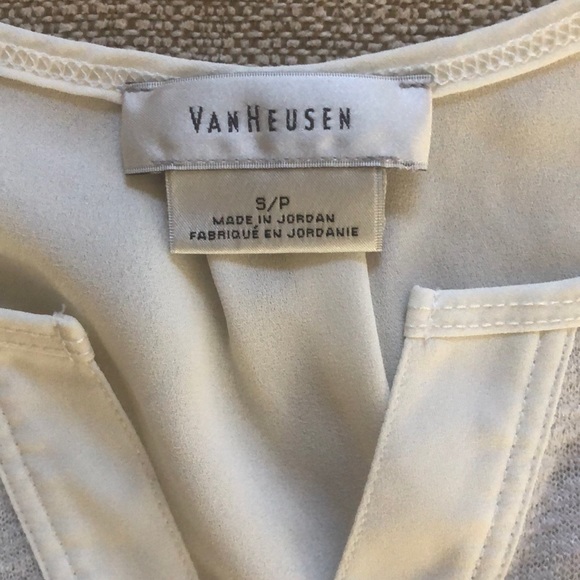 VANHEUSEN
S/P
MADE IN JORDAN
FABRIQUÉ EN JORDANIE